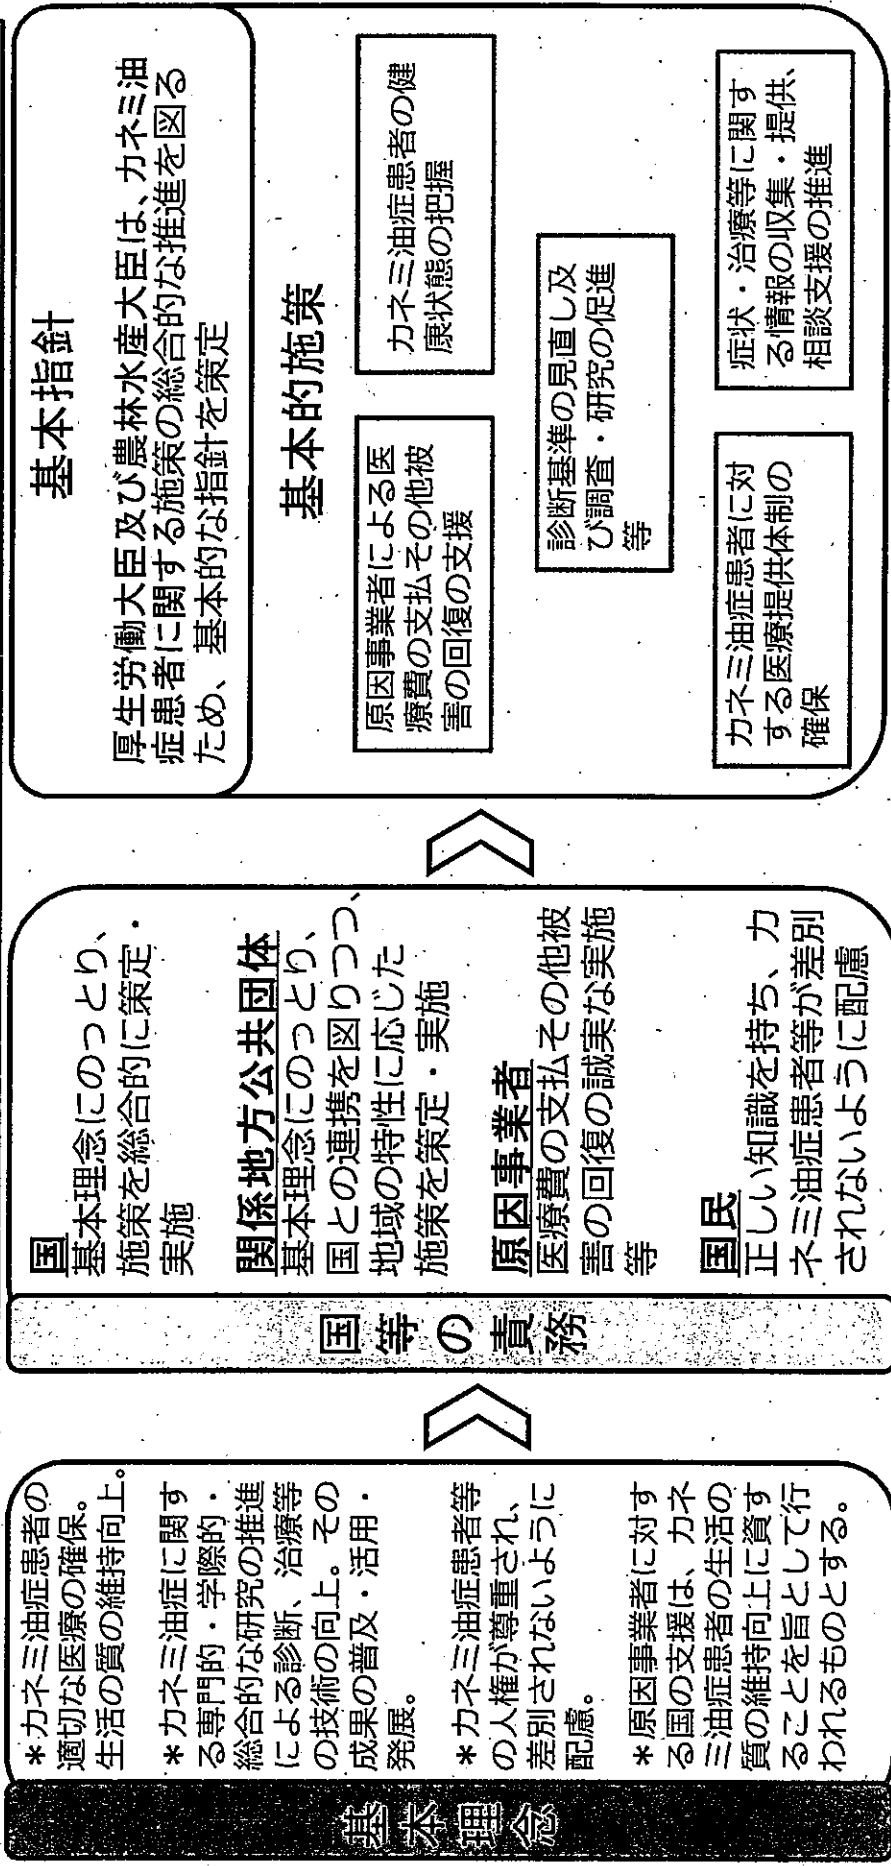 基本理念
＊カネミ油症患者の
適切な医療の確保。
生活の質の維持向上。
＊カネミ油症に関す
る専門的・学際的・
総合的な研究の推進
による診断、治療等
の技術の向上。その
成果の普及・活用・
発展。
＊カネミ油症患者等
の人権が尊重され、
差別されないように
配慮。
＊原因事業者に対す
る国の支援は、カネ
ミ油症患者の生活の
質の維持向上に資す
ることを旨として行
われるものとする。
国等の責務
国
基本理念にのっとり、
施策を総合的に策定・
実施
関係地方公共団体
基本理念にのっとり、
国との連携を図りつつ、
地域の特性に応じた
施策を策定・実施
原因事業者
医療費の支払その他被
害の回復の誠実な実施
等
国民
正しい知識を持ち、カ
ネミ油症患者等が差別
されないように配慮
基本指針
厚生労働大臣及び農林水産大臣は、カネミ油
症患者に関する施策の総合的な推進を図る
ため、基本的な指針を策定
基本的施策
原因事業者による医
療費の支払その他被
害の回復の支援
カネミ油症患者の健
康状態の把握
診断基準の見直し及
び調査・研究の促進
等
カネミ油症患者に対
する医療提供体制の
確保
症状・治療等に関す
る情報の収集・提供、
相談支援の推進